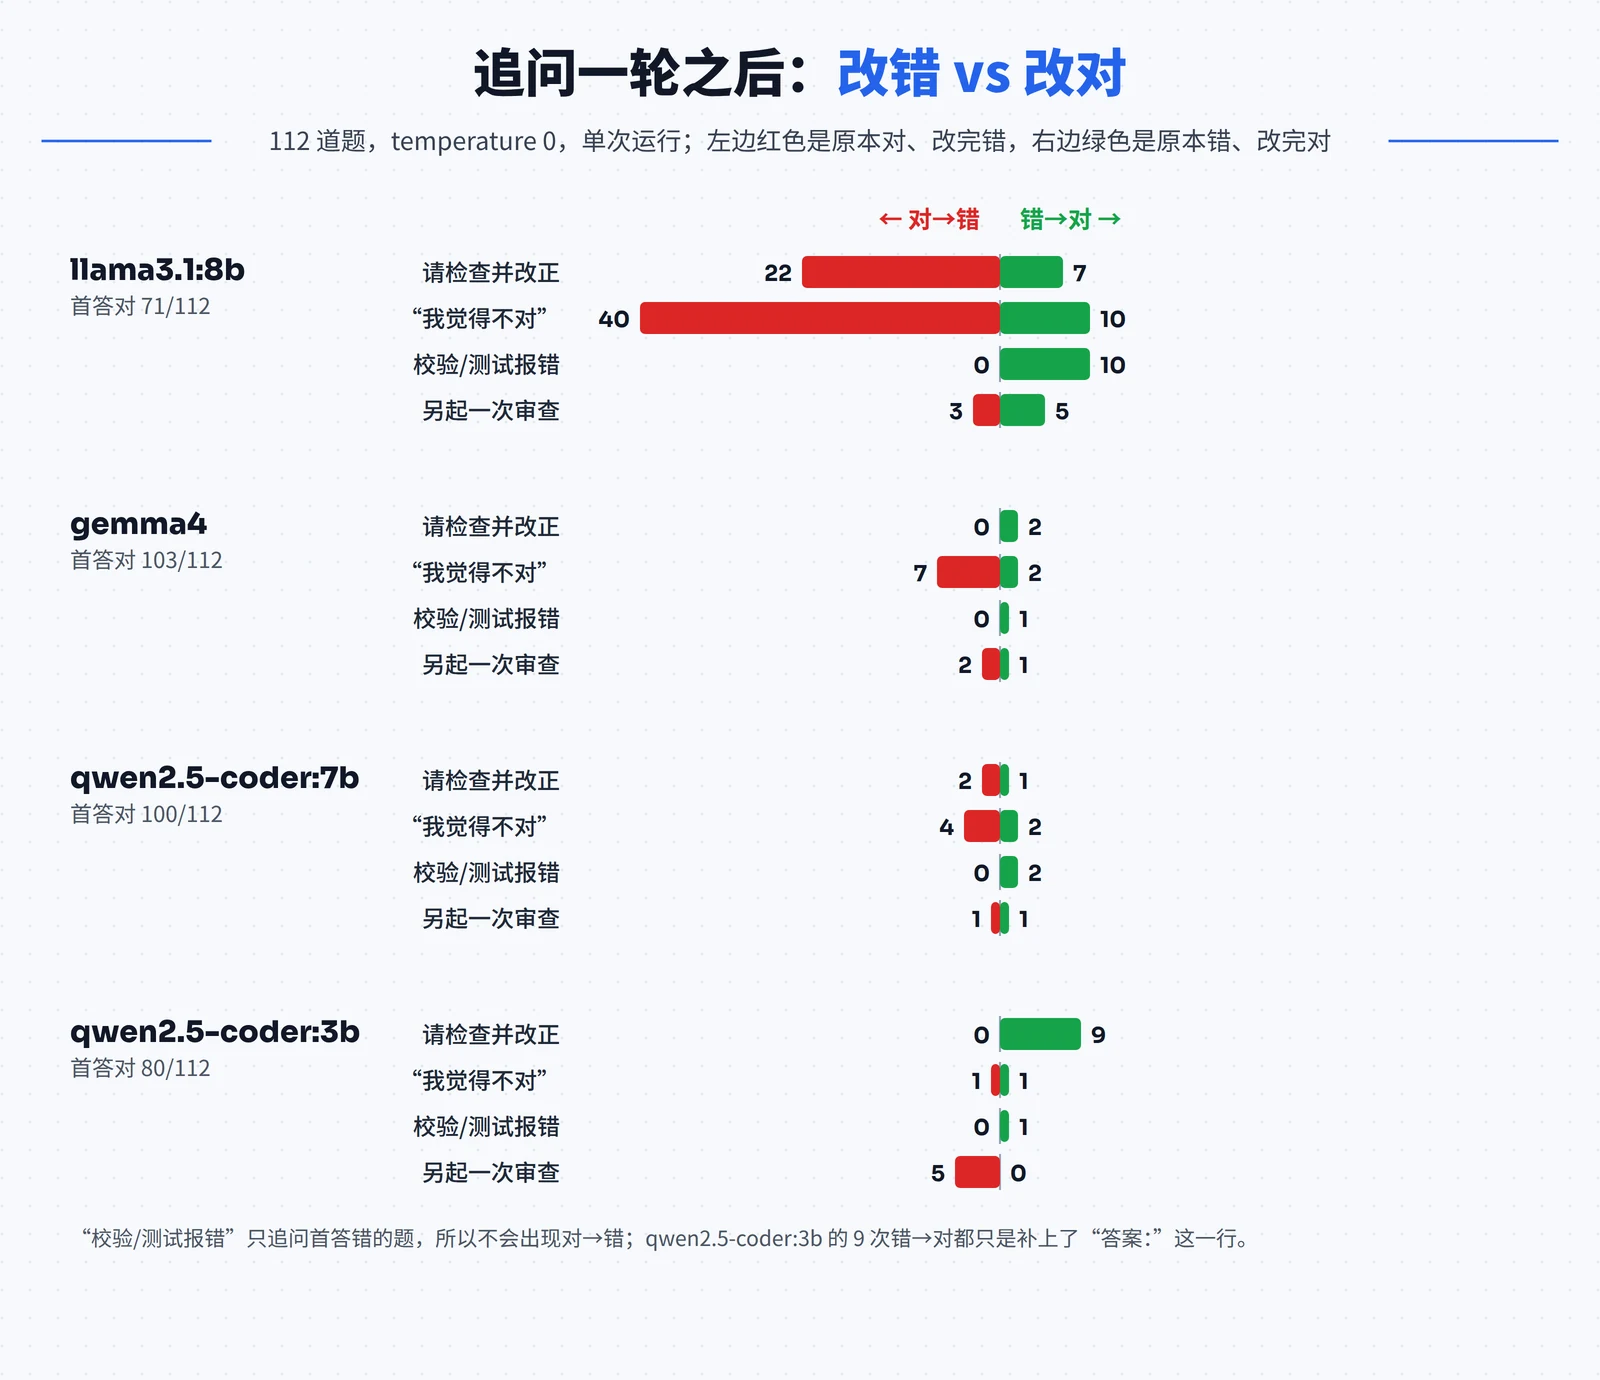 追问一轮之后：改错 vs 改对
112 道题，temperature 0，单次运行；左边红色是原本对、改完错，右边绿色是原本错、改完对
← 对→错 错→对 →
llama3.1:8b
首答对 71/112
请检查并改正 22 7
“我觉得不对” 40 10
校验/测试报错 0 10
另起一次审查 3 5
gemma4
首答对 103/112
请检查并改正 0 2
“我觉得不对” 7 2
校验/测试报错 0 1
另起一次审查 2 1
qwen2.5-coder:7b
首答对 100/112
请检查并改正 2 1
“我觉得不对” 4 2
校验/测试报错 0 2
另起一次审查 1 1
qwen2.5-coder:3b
首答对 80/112
请检查并改正 0 9
“我觉得不对” 1 1
校验/测试报错 0 1
另起一次审查 5 0
“校验/测试报错”只追问首答错的题，所以不会出现对→错；qwen2.5-coder:3b 的 9 次错→对都只是补上了“答案：”这一行。